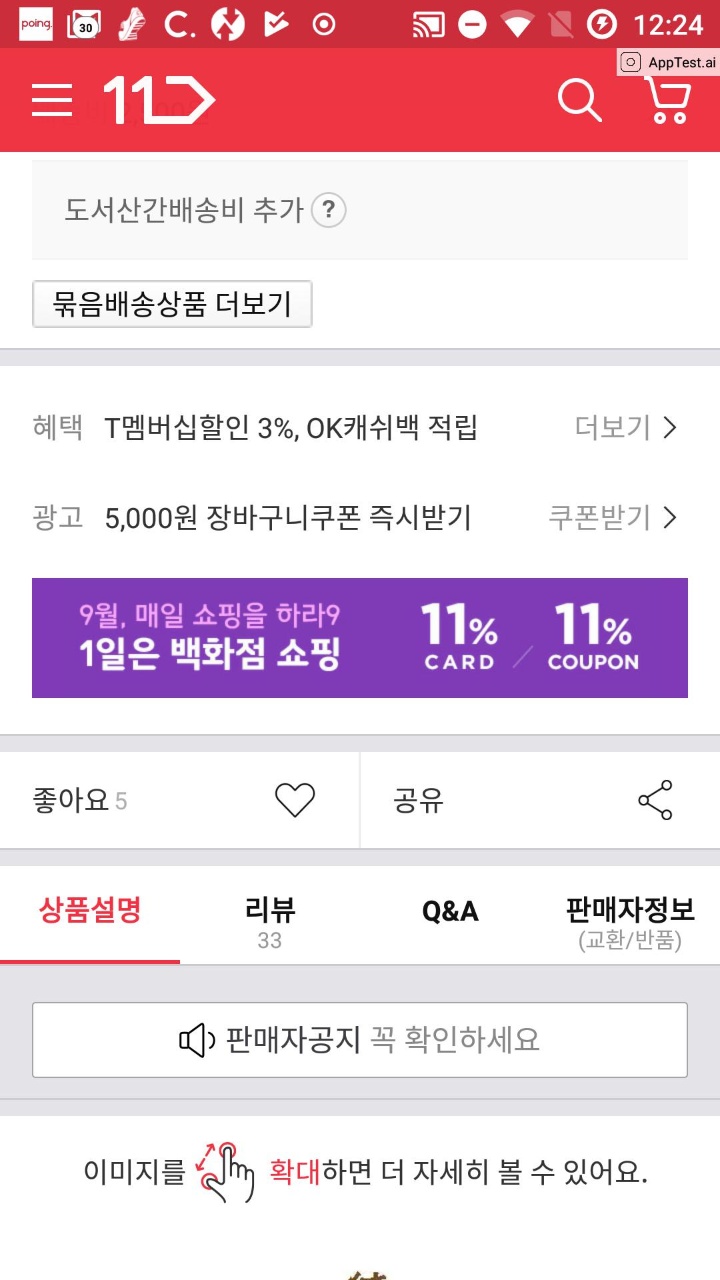 poing
30
C.
12:24
AppTest.ai
11
도서산간배송비 추가 ?
묶음배송상품 더보기
혜택 T멤버십할인 3%, OK캐쉬백 적립 더보기
광고 5,000원 장바구니쿠폰 즉시받기 쿠폰받기
9월, 매일 쇼핑을 하라9
1일은 백화점 쇼핑
11% CARD / 11% COUPON
좋아요 5
공유
상품설명
리뷰
33
Q&A
판매자정보
(교환/반품)
판매자공지 꼭 확인하세요
이미지를 확대하면 더 자세히 볼 수 있어요.